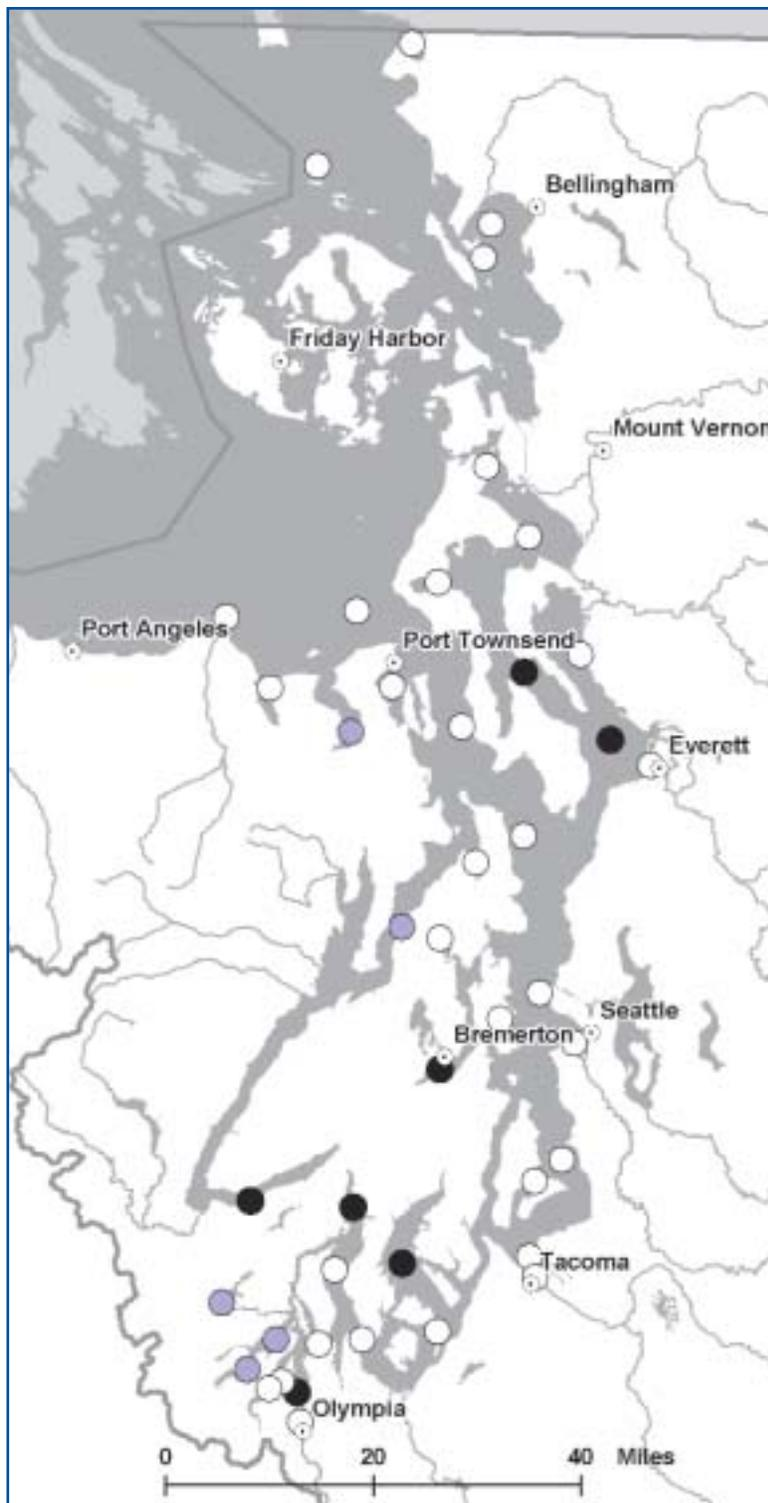 Bellingham
Friday Harbor
Mount Vernon
Port Angeles
Port Townsend
Everett
Seattle
Bremerton
Tacoma
Olympia
0 20 40 Miles